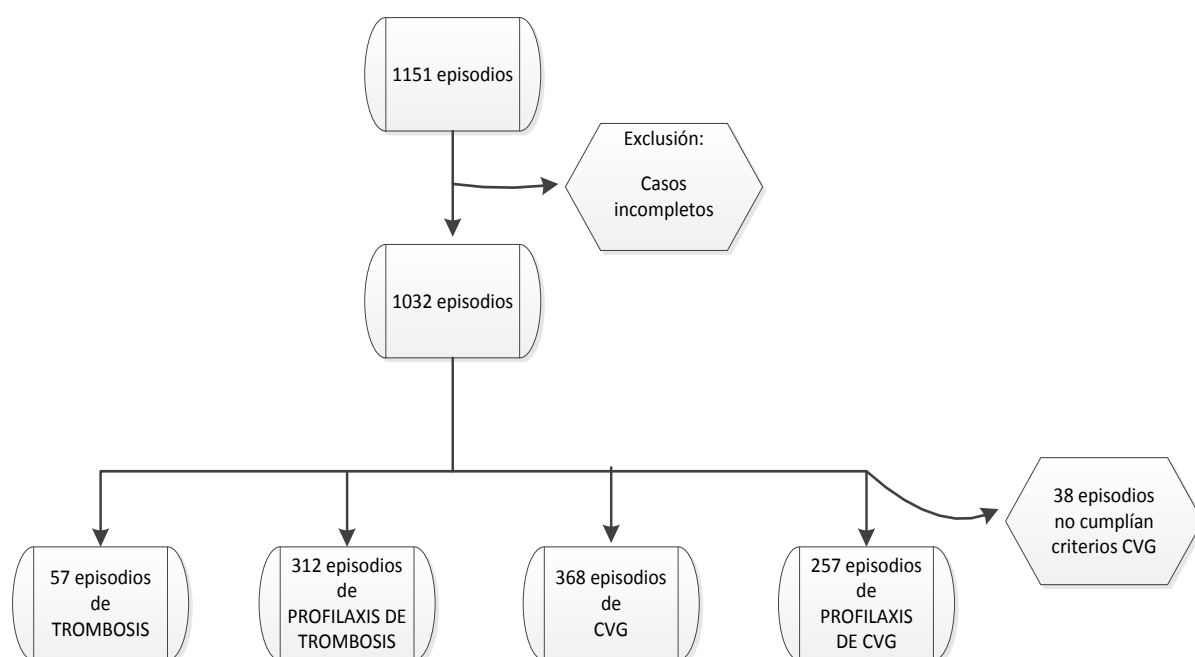 1151 episodios
Exclusión:
Casos
incompletos
1032 episodios
38 episodios
no cumplían
criterios CVG
57 episodios
de
TROMBOSIS
312 episodios
de
PROFILAXIS DE
TROMBOSIS
368 episodios
de
CVG
257 episodios
de
PROFILAXIS
DE CVG